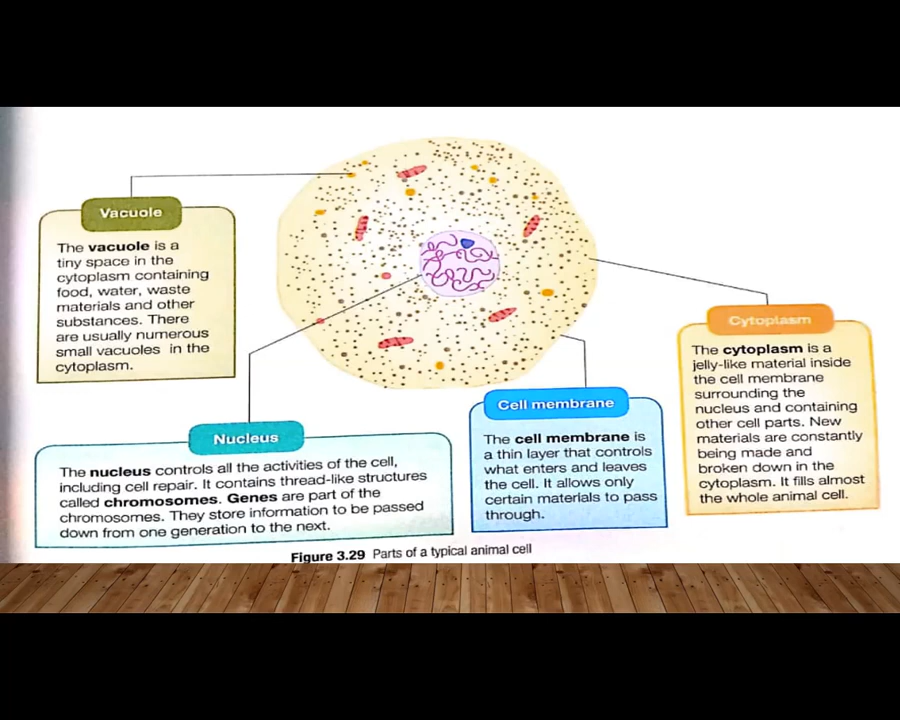 Vacuole
The vacuole is a
tiny space in the
cytoplasm containing
food, water, waste
materials and other
substances. There
are usually numerous
small vacuoles in the
cytoplasm.
Nucleus
The nucleus controls all the activities of the cell,
including cell repair. It contains thread-like structures
called chromosomes. Genes are part of the
chromosomes. They store information to be passed
down from one generation to the next.
Cell membrane
The cell membrane is
a thin layer that controls
what enters and leaves
the cell. It allows only
certain materials to pass
through.
Cytoplasm
The cytoplasm is a
jelly-like material inside
the cell membrane
surrounding the
nucleus and containing
other cell parts. New
materials are constantly
being made and
broken down in the
cytoplasm. It fills almost
the whole animal cell.
Figure 3.29 Parts of a typical animal cell